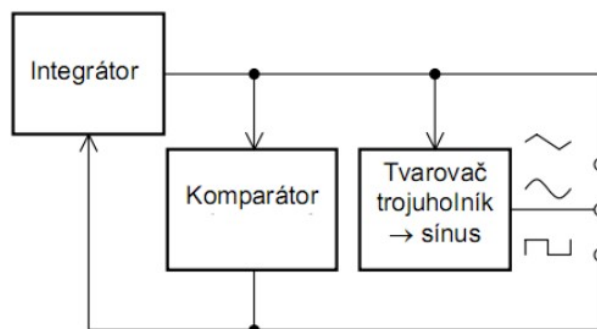 Integrátor
Komparátor
Tvarovač
trojuholník
→ sínus